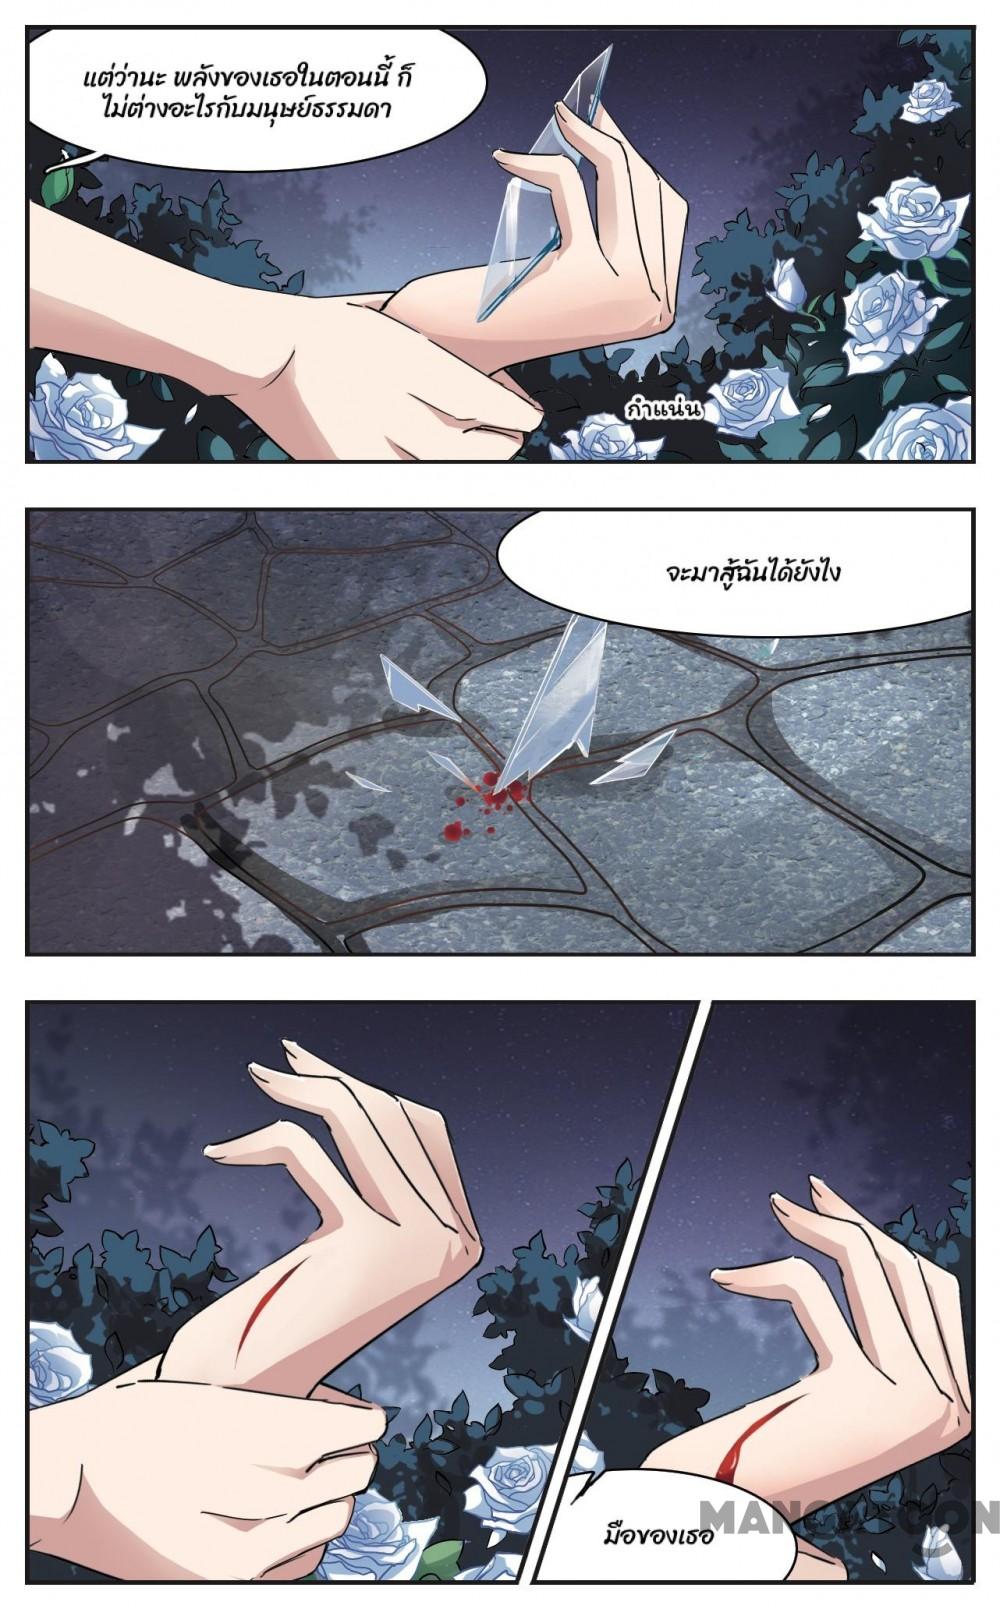 แต่ว่านะ พลังของเธอในตอนนี้ ก็
ไม่ต่างอะไรกับมนุษย์ธรรมดา
กำแน่น
จะมาสู้ฉันได้ยังไง
มือของเธอ